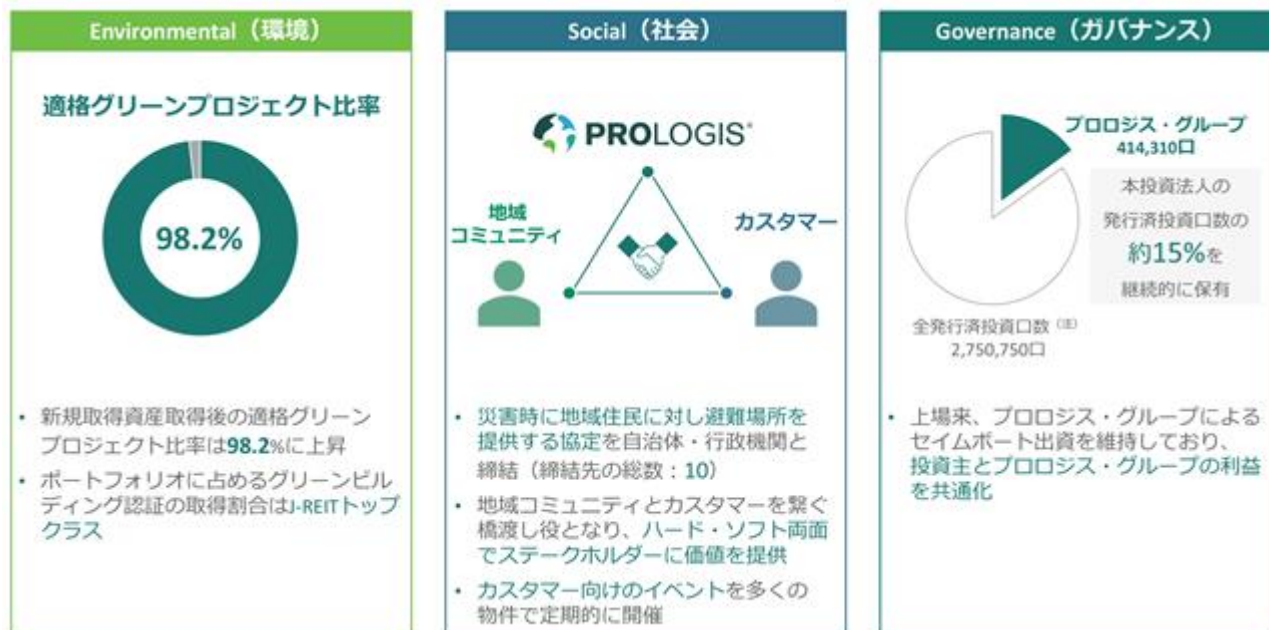 Environmental（環境）
適格グリーンプロジェクト比率
98.2%
• 新規取得資産取得後の適格グリーン
プロジェクト比率は98.2%に上昇
• ポートフォリオに占めるグリーンビル
ディング認証の取得割合はJ-REITトップ
クラス
Social（社会）
PROLOGIS®
地域
コミュニティ
カスタマー
• 災害時に地域住民に対し避難場所を
提供する協定を自治体・行政機関と
締結（締結先の総数：10）
• 地域コミュニティとカスタマーを繋ぐ
橋渡し役となり、ハード・ソフト両面
でステークホルダーに価値を提供
• カスタマー向けのイベントを多くの
物件で定期的に開催
Governance（ガバナンス）
プロロジス・グループ
414,310口
本投資法人の
発行済投資口数の
約15%を
継続的に保有
全発行済投資口数（注）
2,750,750口
• 上場来、プロロジス・グループによる
セイムボート出資を維持しており、
投資主とプロロジス・グループの利益
を共通化